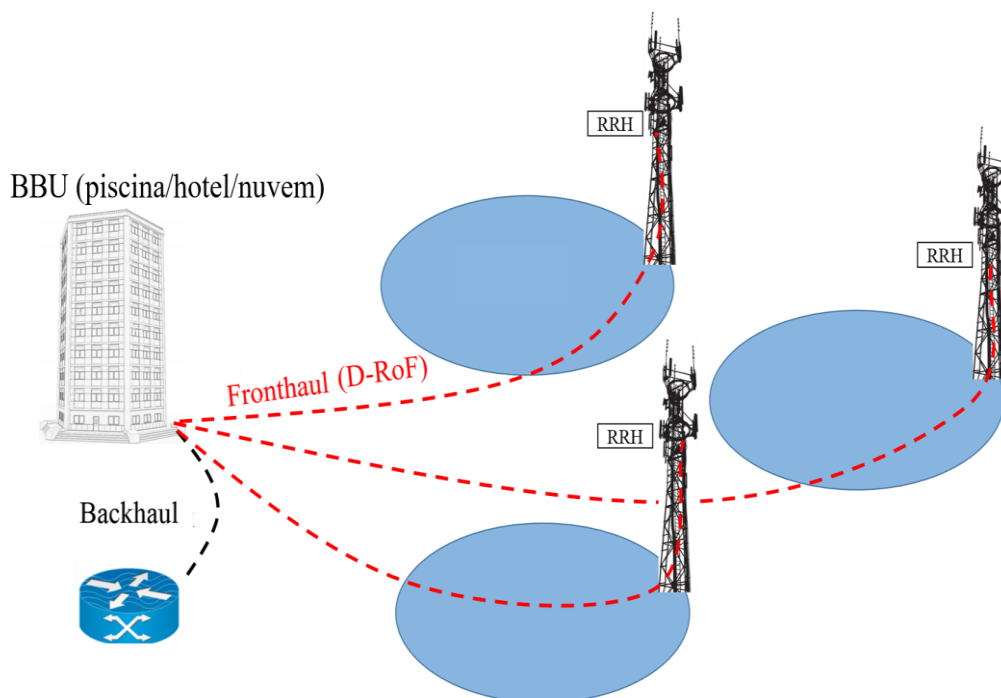 RRH
BBU (piscina/hotel/nuvem)
RRH
Fronthaul (D-RoF)
RRH
Backhaul